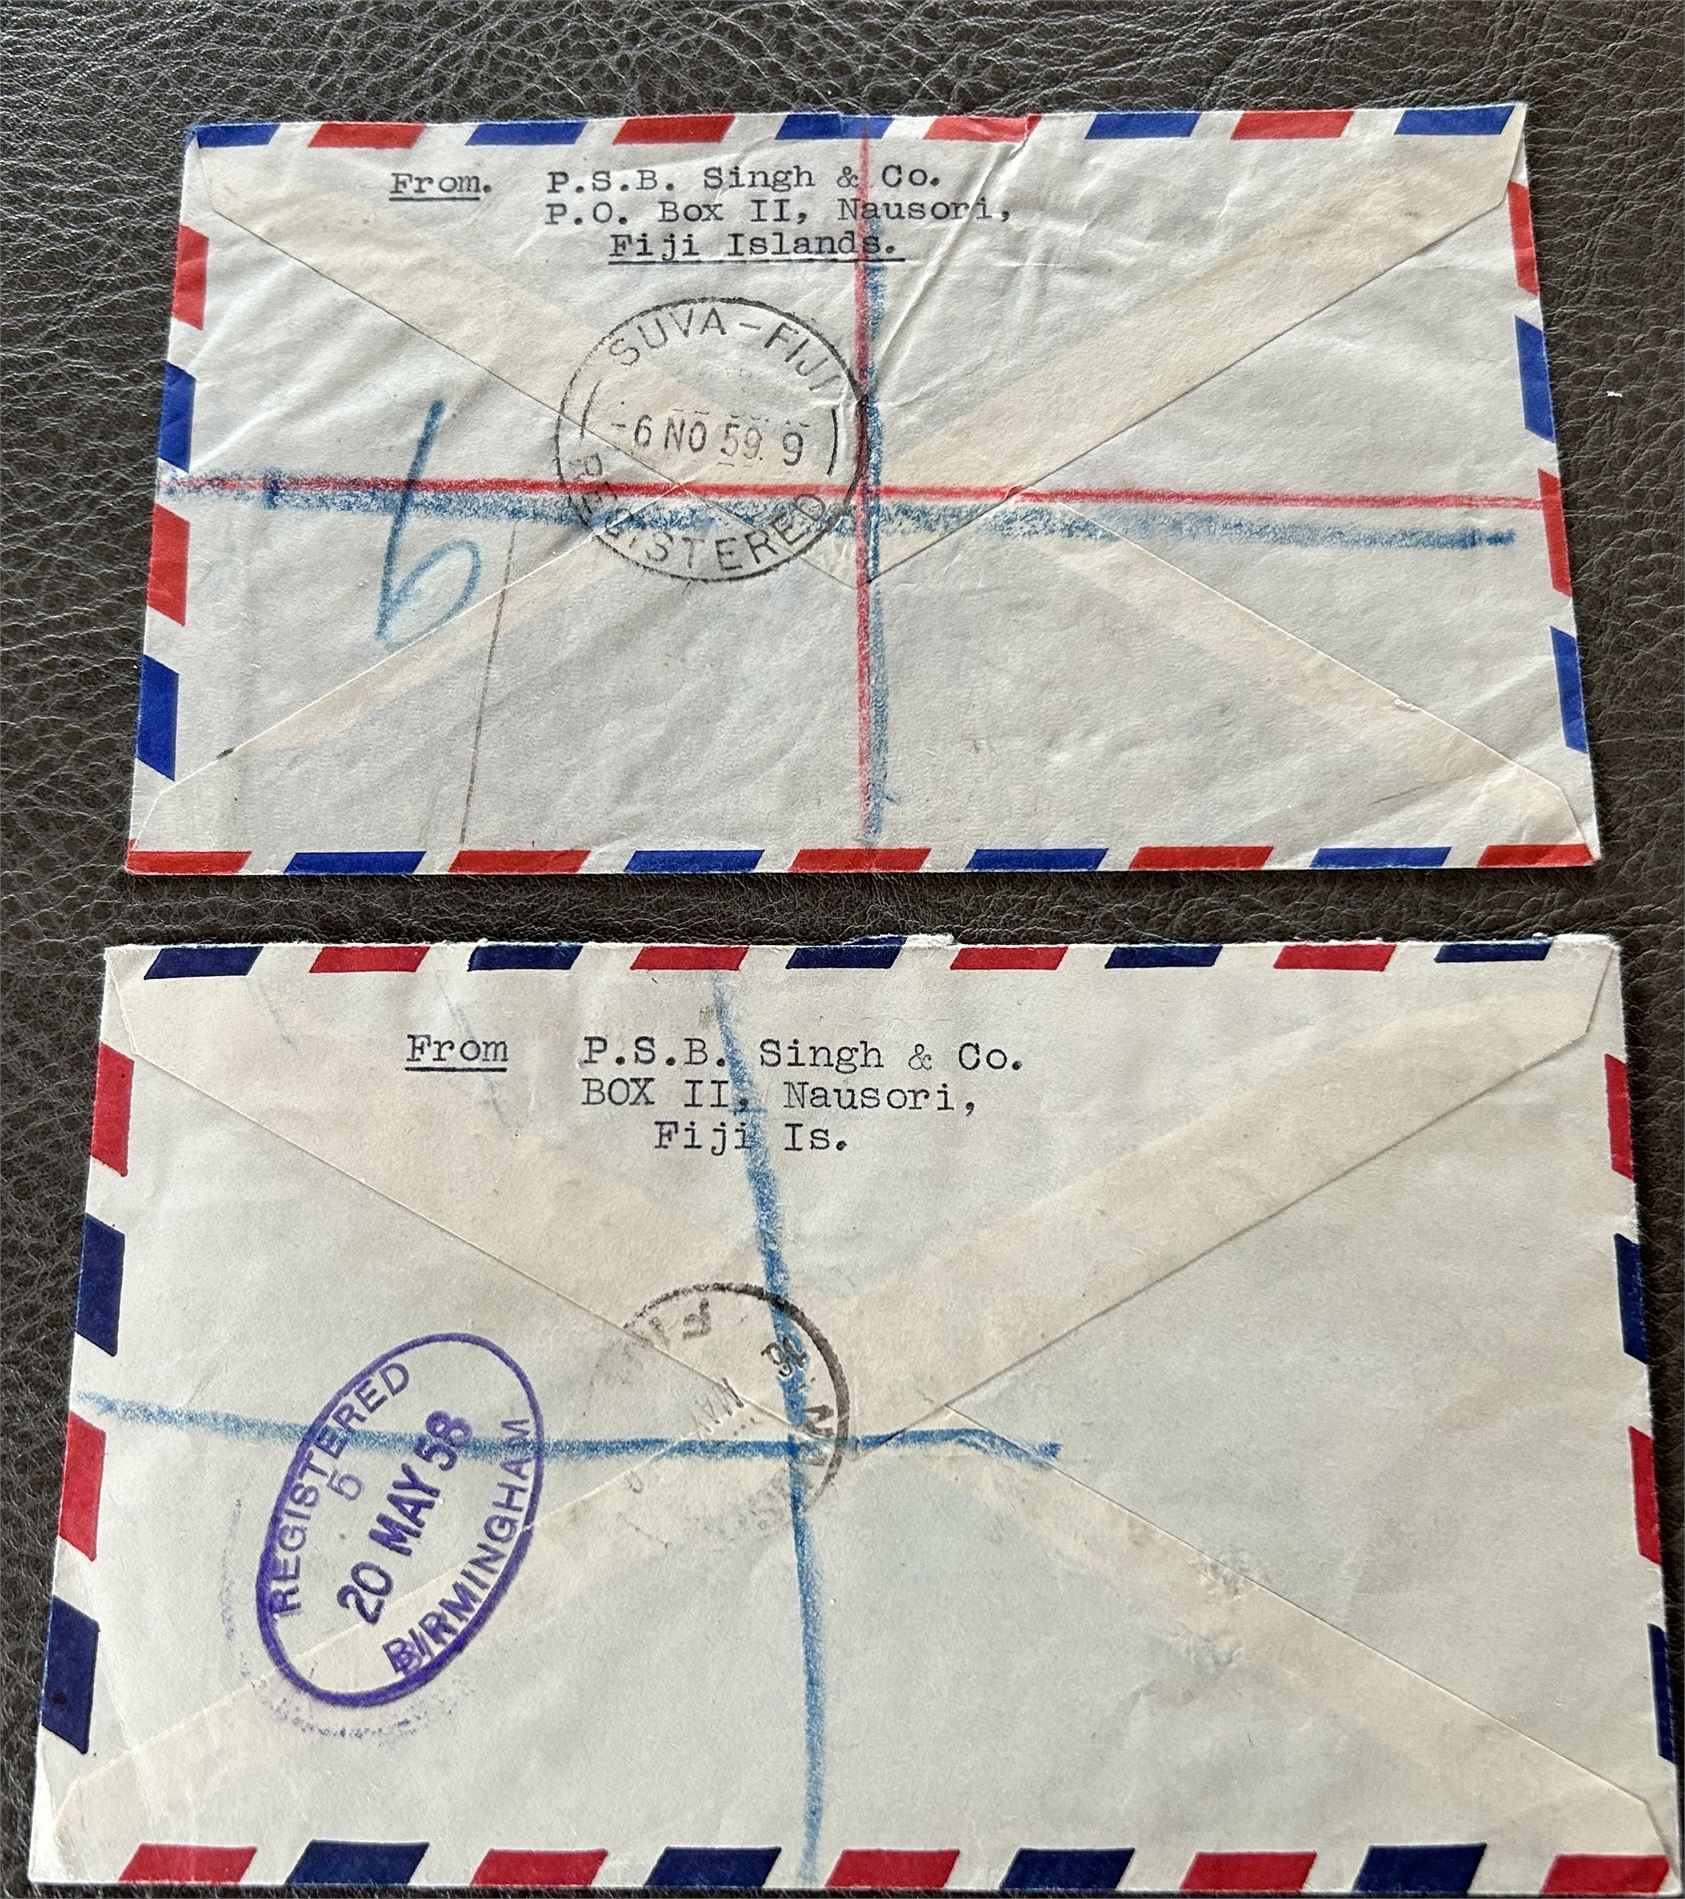 From. P.S.B. Singh & Co.
P.O. Box II, Nausori,
Fiji Islands.
SUVA - FIJI
-6 NO 59. 9
REGISTERED
6
From P.S.B. Singh & Co.
BOX II, Nausori,
Fiji Is.
REGISTERED
5
20 MAY 58
BIRMINGHAM
MAY